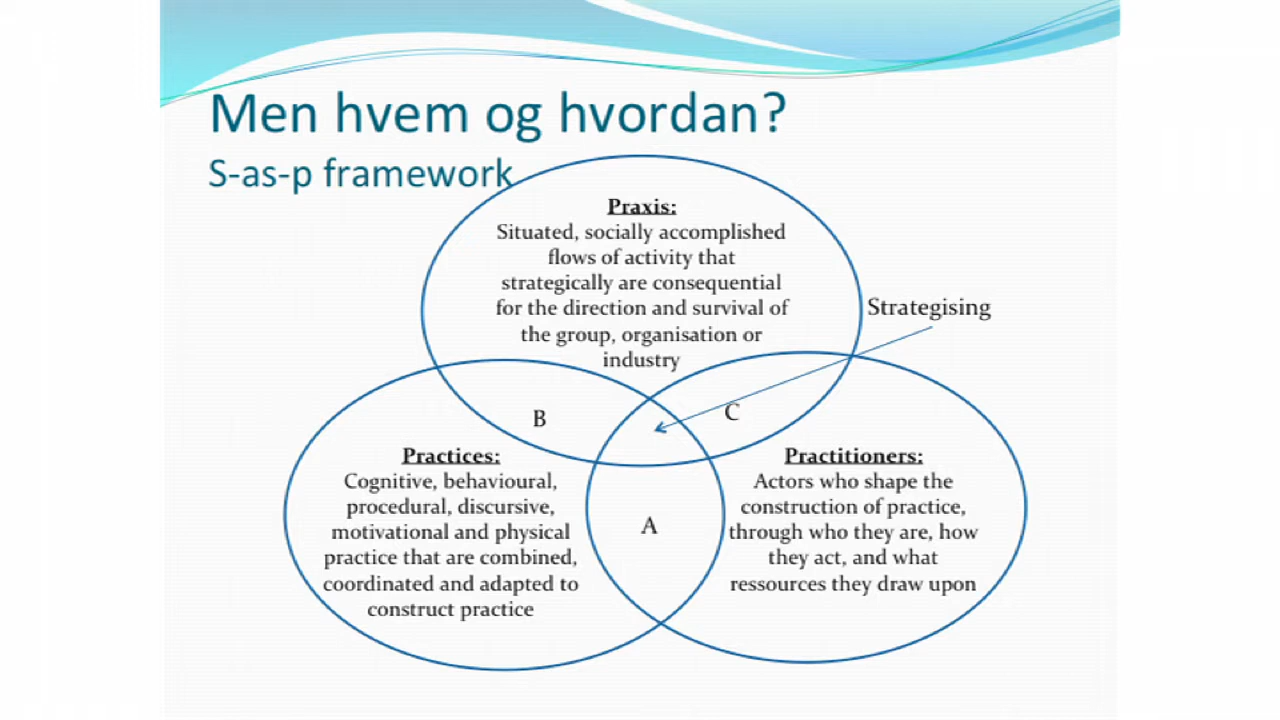 Men hvem og hvordan?
S-as-p framework
Praxis:
Situated, socially accomplished
flows of activity that
strategically are consequential
for the direction and survival of
the group, organisation or
industry
Strategising
B
C
Practices:
Cognitive, behavioural,
procedural, discursive,
motivational and physical
practice that are combined,
coordinated and adapted to
construct practice
A
Practitioners:
Actors who shape the
construction of practice,
through who they are, how
they act, and what
ressources they draw upon